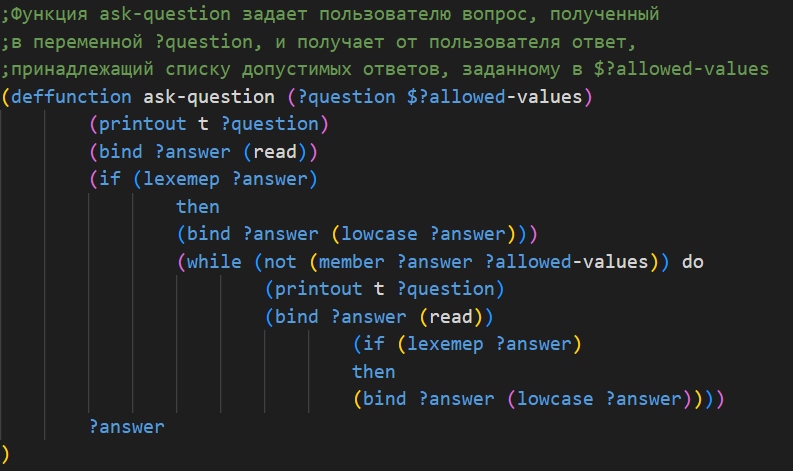 ;Функция ask-question задает пользователю вопрос, полученный
;в переменной ?question, и получает от пользователя ответ,
;принадлежащий списку допустимых ответов, заданному в $?allowed-values
(deffunction ask-question (?question $?allowed-values)
(printout t ?question)
(bind ?answer (read))
(if (lexemep ?answer)
then
(bind ?answer (lowcase ?answer)))
(while (not (member ?answer ?allowed-values)) do
(printout t ?question)
(bind ?answer (read))
(if (lexemep ?answer)
then
(bind ?answer (lowcase ?answer))))
?answer
)